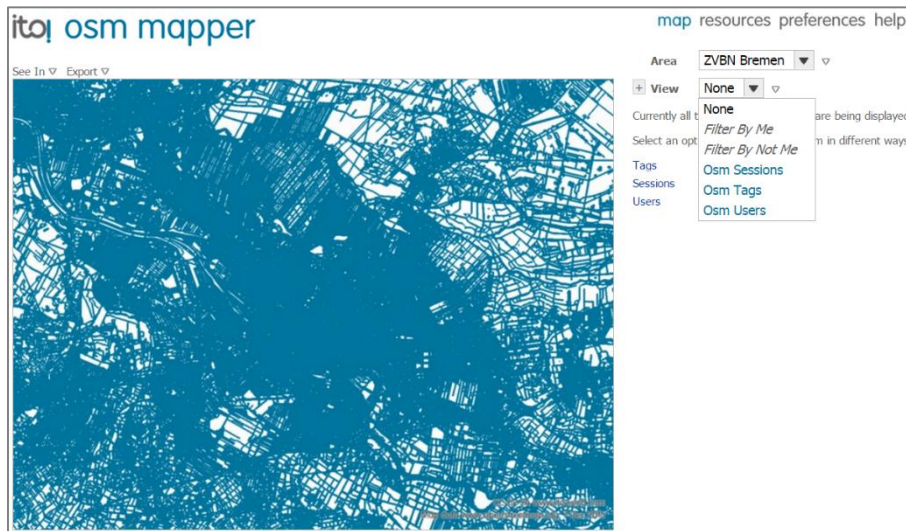 ito! osm mapper
map resources preferences help
See In Export
Area ZVBN Bremen
+ View None
None
Filter By Me
Filter By Not Me
Osm Sessions
Osm Tags
Osm Users
Currently all t are being displayed
Select an opt m in different ways
Tags
Sessions
Users